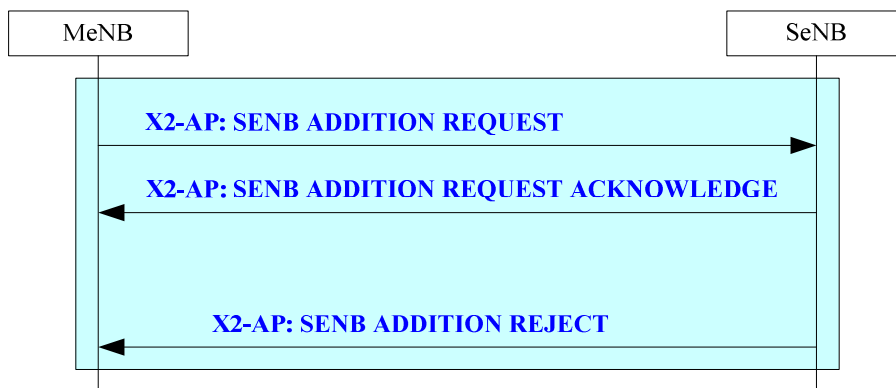 MeNB
SeNB
X2-AP: SENB ADDITION REQUEST
X2-AP: SENB ADDITION REQUEST ACKNOWLEDGE
X2-AP: SENB ADDITION REJECT